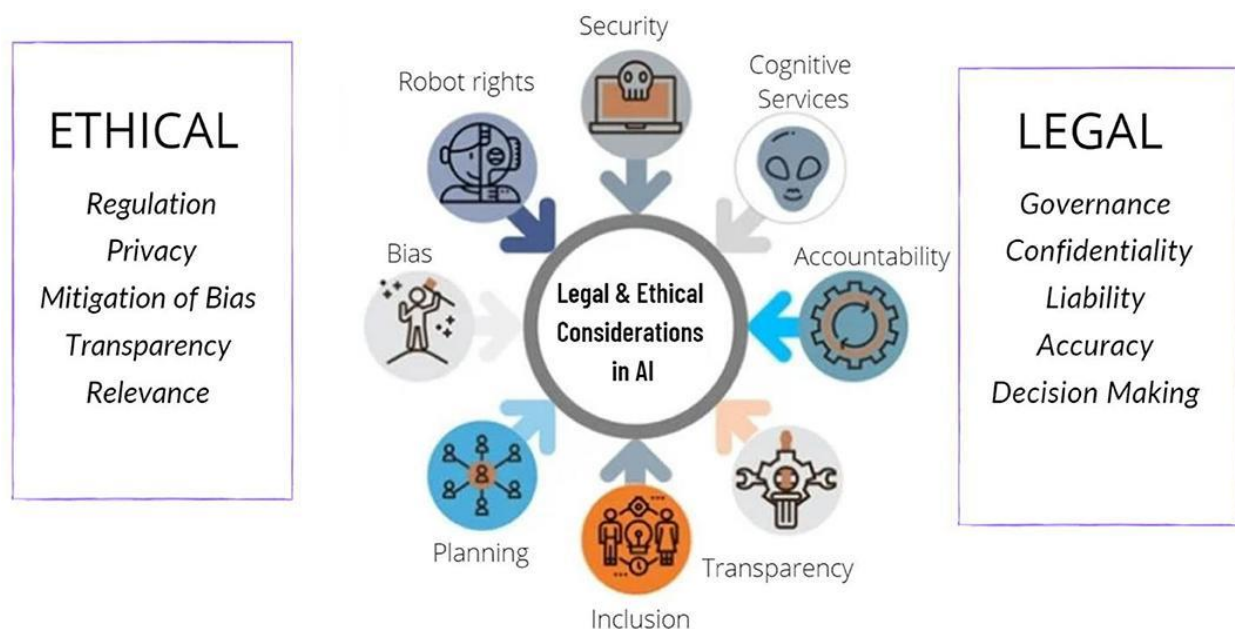 ETHICAL
Regulation
Privacy
Mitigation of Bias
Transparency
Relevance
Security
Robot rights
Cognitive
Services
Bias
Accountability
Legal & Ethical
Considerations
in AI
Planning
Transparency
Inclusion
LEGAL
Governance
Confidentiality
Liability
Accuracy
Decision Making